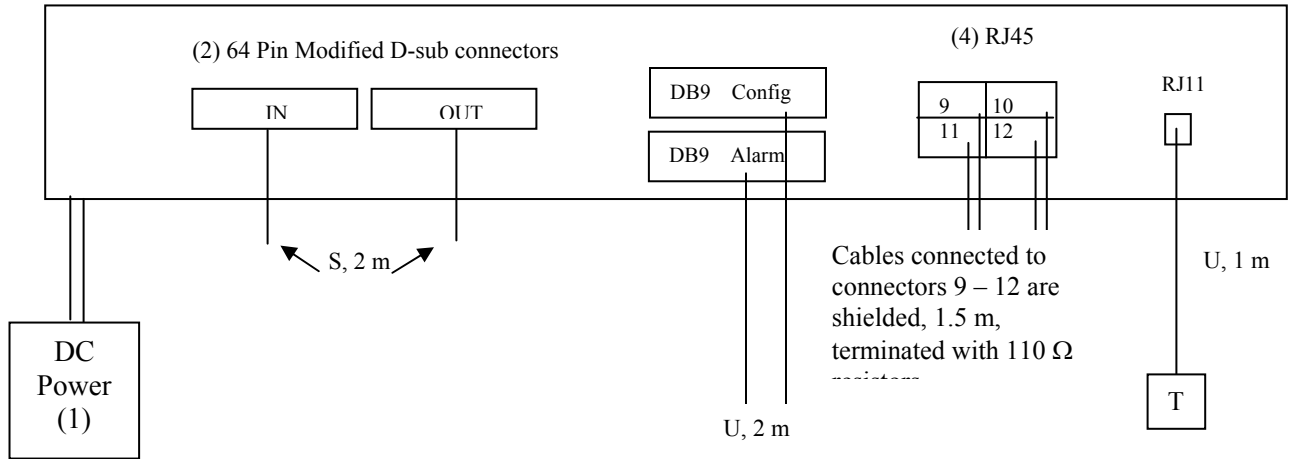 (2) 64 Pin Modified D-sub connectors
(4) RJ45
IN
OUT
DB9 Config
DB9 Alarm
9 10
11 12
RJ11
S, 2 m
U, 2 m
Cables connected to
connectors 9 – 12 are
shielded, 1.5 m,
terminated with 110 Ω
U, 1 m
DC
Power
(1)
T